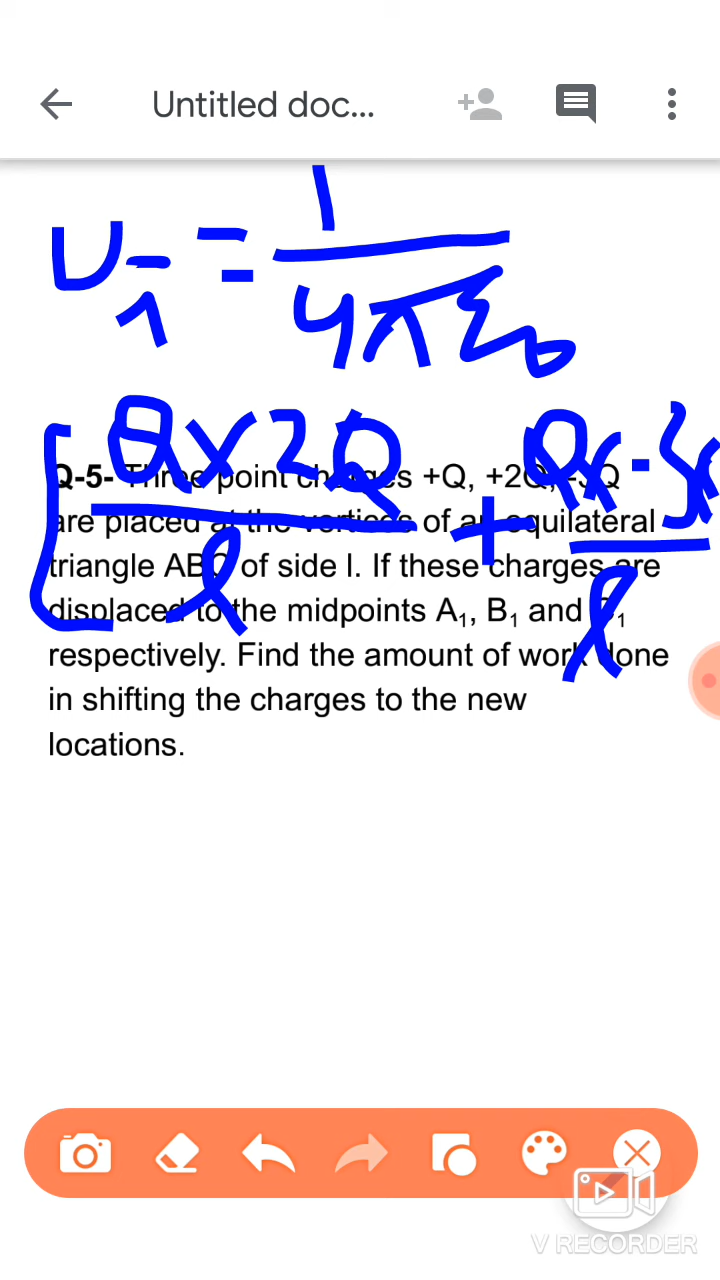 Untitled doc...
U₁ = 1
4πε₀
[Q×2Q + Q×-3
l l
Q-5- Three point charges +Q, +2Q, -3Q
are placed at the vertices of an equilateral
triangle ABC of side l. If these charges are
displaced to the midpoints A₁, B₁ and C₁
respectively. Find the amount of work done
in shifting the charges to the new
locations.
V RECORDER